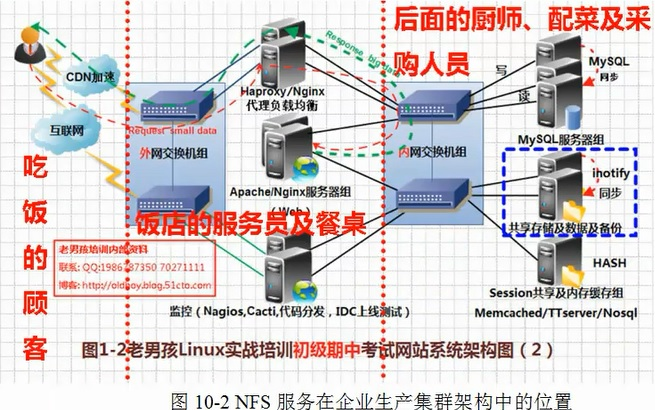 后面的厨师、配菜及采
购人员
CDN加速
互联网
Response big data
Haproxy/Nginx
代理负载均衡
Request small data
外网交换机组
内网交换机组
写
读
MySQL
同步
MySQL服务器组
Apache/Nginx服务器组
(Web)
吃饭的顾客
饭店的服务员及餐桌
inotify
同步
共享存储及数据及备份
HASH
Session共享及内存缓存组
Memcached/TTserver/Nosql
老男孩培训内部资料
联系: QQ:1986787350 70271111
博客: http://oldboy.blog.51cto.com
监控(Nagios,Cacti,代码分发,IDC上线测试)
图1-2老男孩Linux实战培训初级期中考试网站系统架构图(2)
图 10-2 NFS 服务在企业生产集群架构中的位置